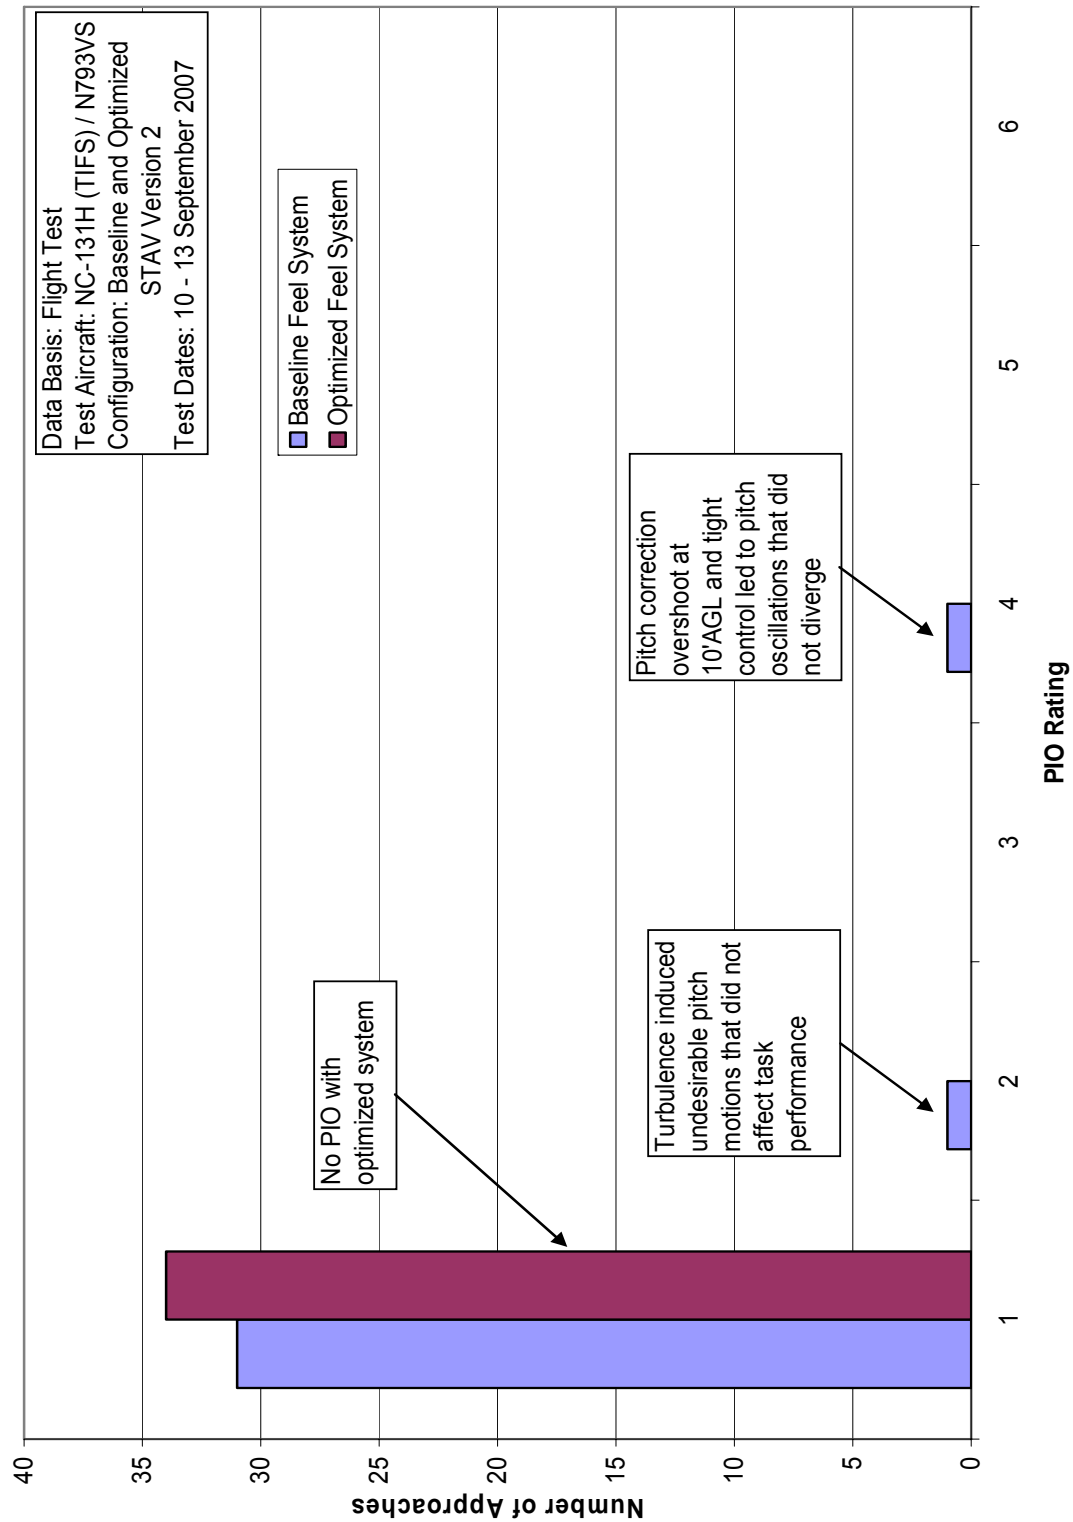 Data Basis: Flight Test
Test Aircraft: NC-131H (TIFS) / N793VS
Configuration: Baseline and Optimized
STAV Version 2
Test Dates: 10 - 13 September 2007
Baseline Feel System
Optimized Feel System
No PIO with
optimized system
Turbulence induced
undesirable pitch
motions that did not
affect task
performance
Pitch correction
overshoot at
10'AGL and tight
control led to pitch
oscillations that did
not diverge
Number of Approaches
40
35
30
25
20
15
10
5
0
1
2
3
4
5
6
PIO Rating